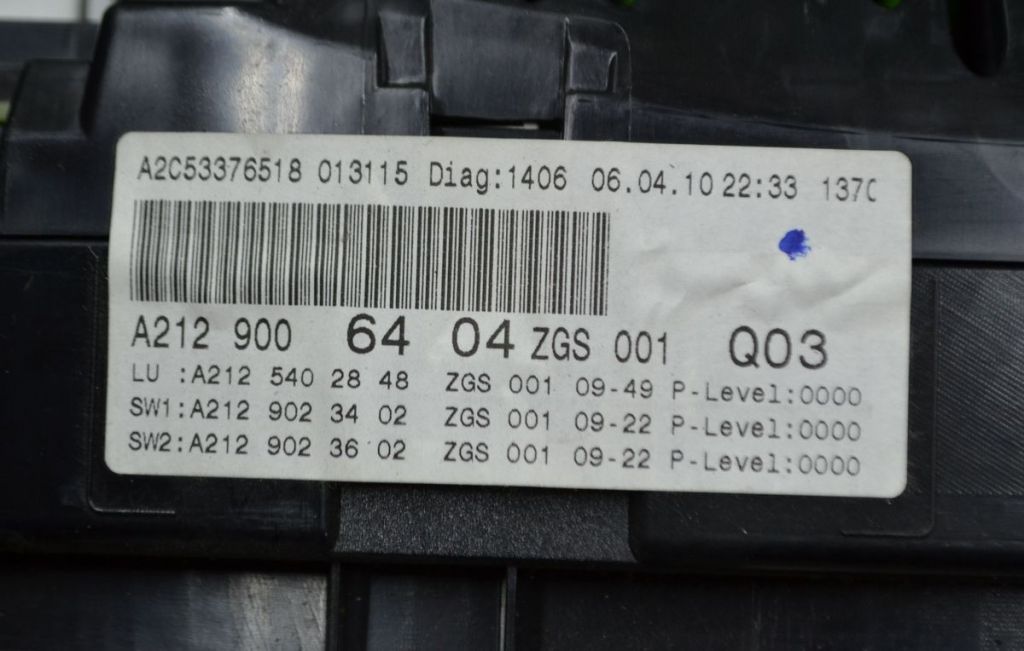 A2C53376518 013115 Diag:1406 06.04.10 22:33 137C
A212 900 64 04 ZGS 001 Q03
LU :A212 540 28 48 ZGS 001 09-49 P-Level:0000
SW1:A212 902 34 02 ZGS 001 09-22 P-Level:0000
SW2:A212 902 36 02 ZGS 001 09-22 P-Level:0000